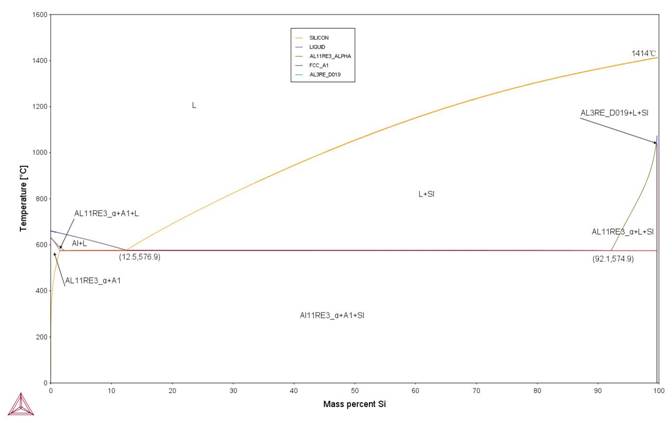 1600
1400
1200
1000
800
600
400
200
0
Temperature [°C]
SILICON
LIQUID
AL11RE3_ALPHA
FCC_A1
AL3RE_D019
1414℃
L
AL3RE_D019+L+SI
L+SI
AL11RE3_α+A1+L
AL11RE3_α+L+SI
Al+L
(12.5,576.9)
(92.1,574.9)
AL11RE3_α+A1
Al11RE3_α+A1+SI
0 10 20 30 40 50 60 70 80 90 100
Mass percent Si